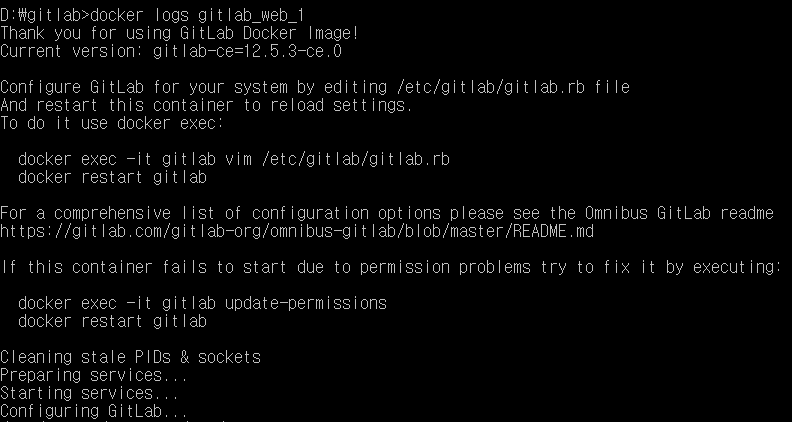 D:\gitlab>docker logs gitlab_web_1
Thank you for using GitLab Docker Image!
Current version: gitlab-ce=12.5.3-ce.0
Configure GitLab for your system by editing /etc/gitlab/gitlab.rb file
And restart this container to reload settings.
To do it use docker exec:
docker exec -it gitlab vim /etc/gitlab/gitlab.rb
docker restart gitlab
For a comprehensive list of configuration options please see the Omnibus GitLab readme
https://gitlab.com/gitlab-org/omnibus-gitlab/blob/master/README.md
If this container fails to start due to permission problems try to fix it by executing:
docker exec -it gitlab update-permissions
docker restart gitlab
Cleaning stale PIDs & sockets
Preparing services...
Starting services...
Configuring GitLab...